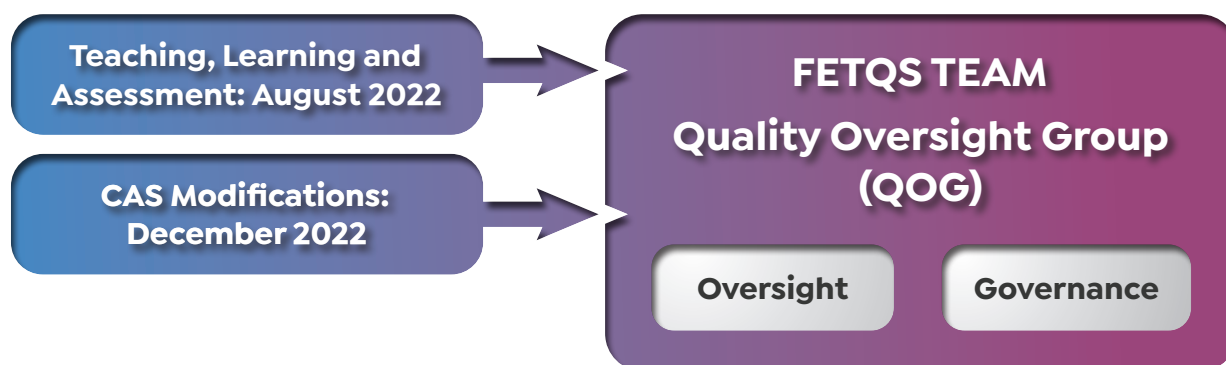 Teaching, Learning and
Assessment: August 2022
CAS Modifications:
December 2022
FETQS TEAM
Quality Oversight Group
(QOG)
Oversight
Governance